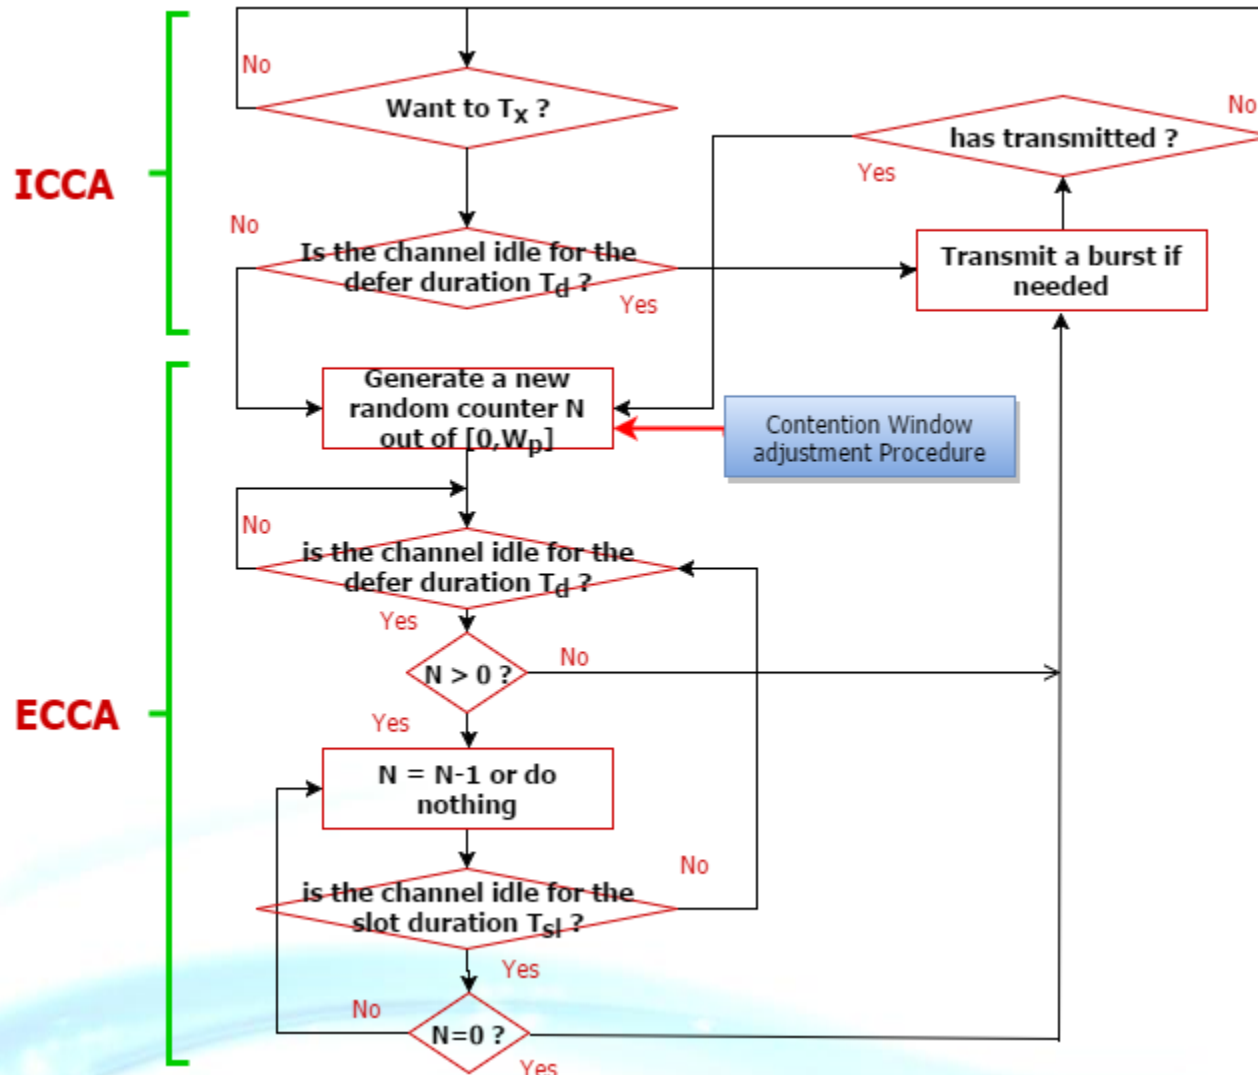 No
Want to Tx ?
has transmitted ?
No
Yes
ICCA
No
Is the channel idle for the
defer duration Td ?
Yes
Transmit a burst if
needed
Generate a new
random counter N
out of [0,Wp]
Contention Window
adjustment Procedure
No
is the channel idle for the
defer duration Td ?
Yes
N > 0 ?
No
ECCA
Yes
N = N-1 or do
nothing
No
is the channel idle for the
slot duration Tsl ?
Yes
No
N=0 ?
Yes